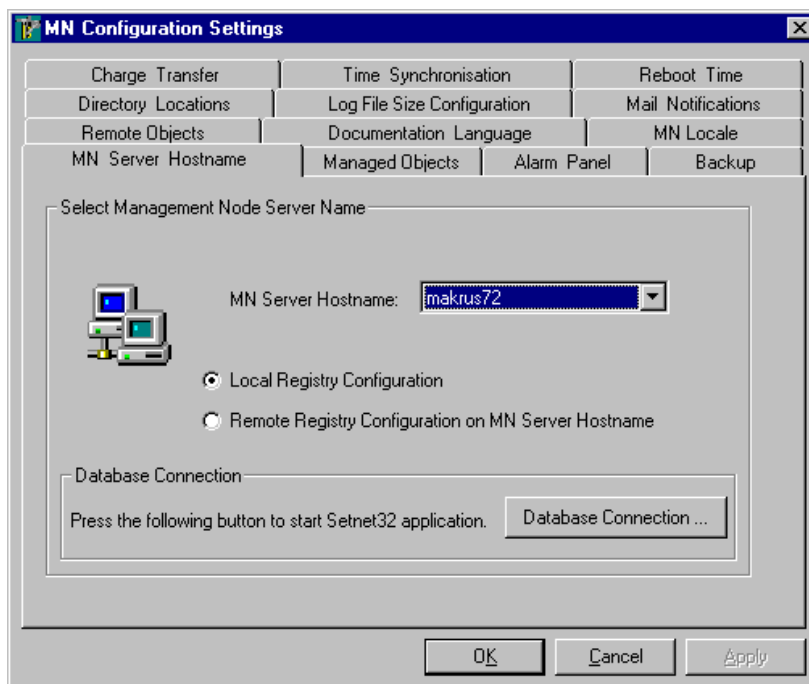 MN Configuration Settings
Charge Transfer Time Synchronisation Reboot Time
Directory Locations Log File Size Configuration Mail Notifications
Remote Objects Documentation Language MN Locale
MN Server Hostname Managed Objects Alarm Panel Backup
Select Management Node Server Name
MN Server Hostname: makrus72
Local Registry Configuration
Remote Registry Configuration on MN Server Hostname
Database Connection
Press the following button to start Setnet32 application. Database Connection ...
OK Cancel Apply